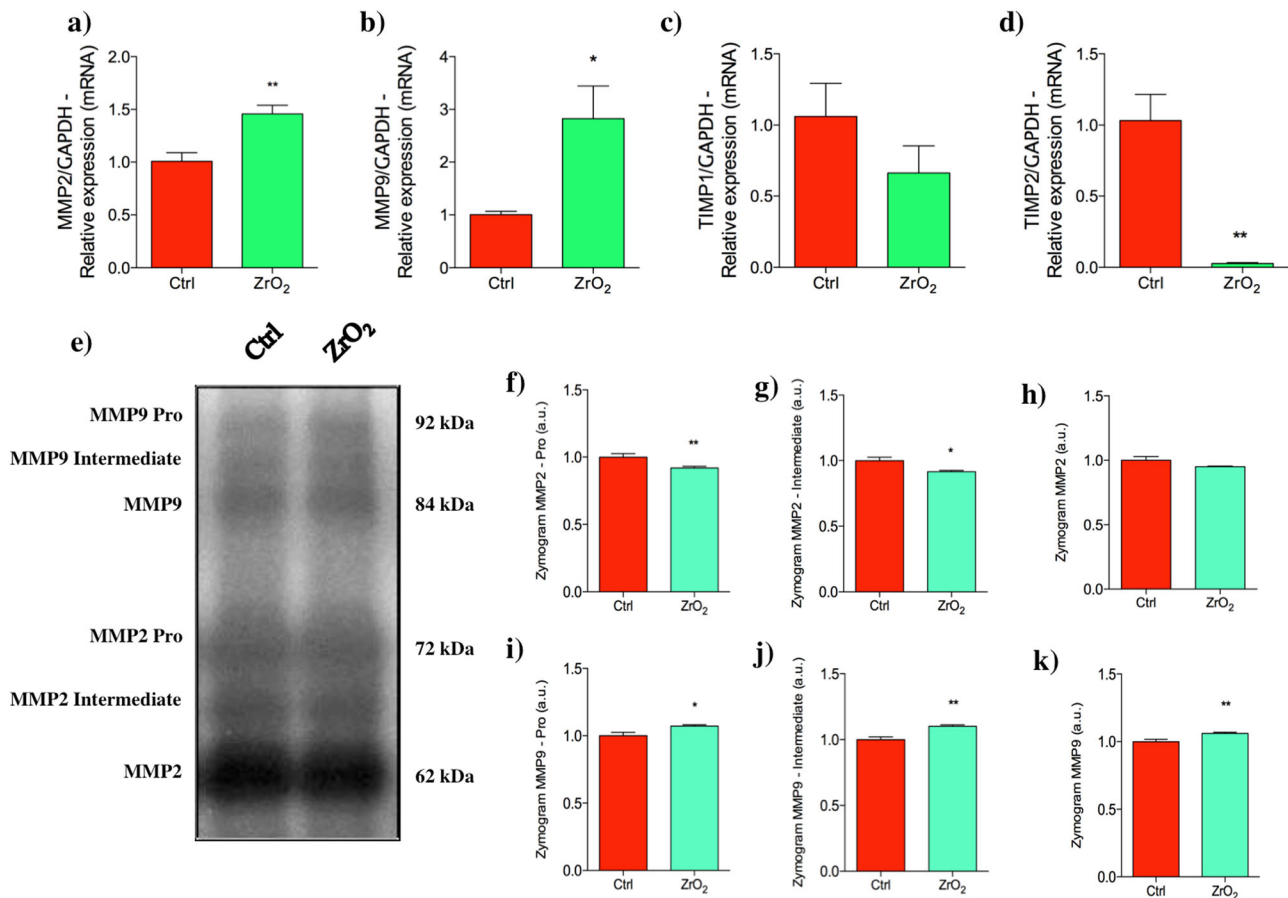 a)
MMP2/GAPDH -
Relative expression (mRNA)
2.0
1.5
1.0
0.5
0.0
**
Ctrl
ZrO₂
b)
MMP9/GAPDH -
Relative expression (mRNA)
4
3
2
1
0
*
Ctrl
ZrO₂
c)
TIMP1/GAPDH -
Relative expression (mRNA)
1.5
1.0
0.5
0.0
Ctrl
ZrO₂
d)
TIMP2/GAPDH -
Relative expression (mRNA)
1.5
1.0
0.5
0.0
**
Ctrl
ZrO₂
e)
Ctrl
ZrO₂
MMP9 Pro
92 kDa
MMP9 Intermediate
MMP9
84 kDa
MMP2 Pro
72 kDa
MMP2 Intermediate
MMP2
62 kDa
f)
Zymogram MMP2 - Pro (a.u.)
1.5
1.0
0.5
0.0
**
Ctrl
ZrO₂
g)
Zymogram MMP2 - Intermediate (a.u.)
1.5
1.0
0.5
0.0
*
Ctrl
ZrO₂
h)
Zymogram MMP2 (a.u.)
1.5
1.0
0.5
0.0
Ctrl
ZrO₂
i)
Zymogram MMP9 - Pro (a.u.)
1.5
1.0
0.5
0.0
*
Ctrl
ZrO₂
j)
Zymogram MMP9 - Intermediate (a.u.)
1.5
1.0
0.5
0.0
**
Ctrl
ZrO₂
k)
Zymogram MMP9 (a.u.)
1.5
1.0
0.5
0.0
**
Ctrl
ZrO₂